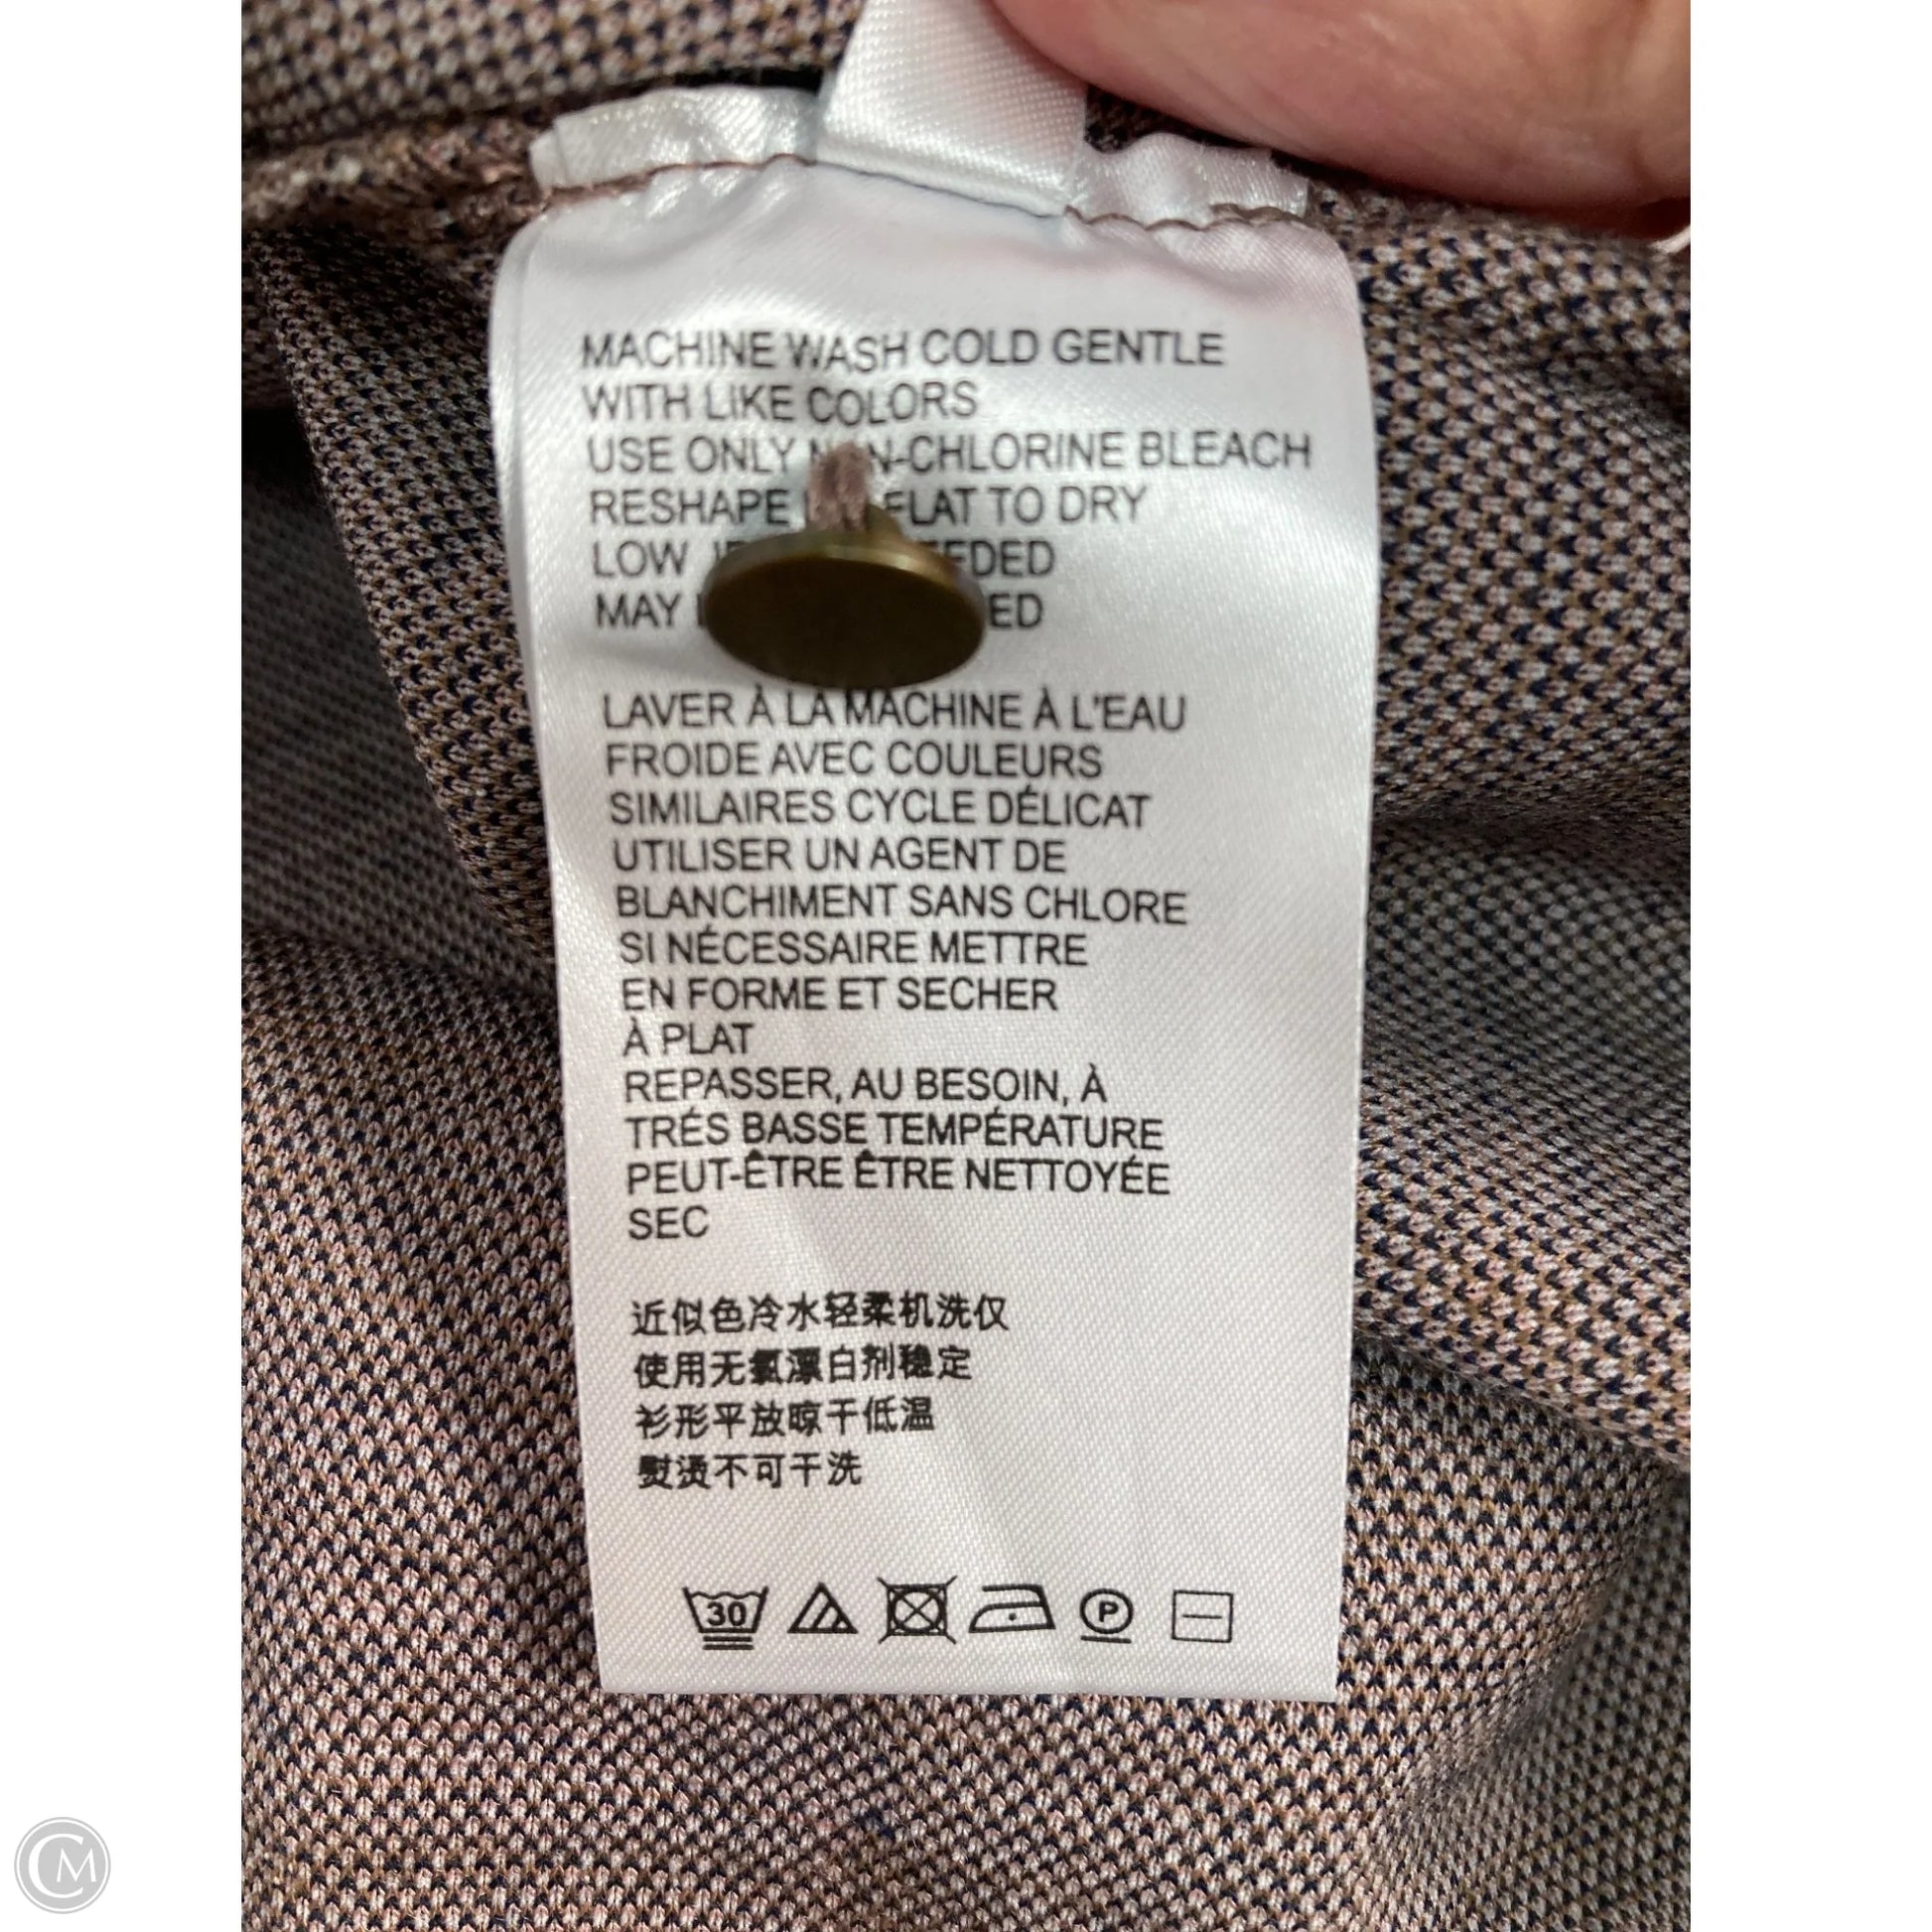 MACHINE WASH COLD GENTLE
WITH LIKE COLORS
USE ONLY NON-CHLORINE BLEACH
RESHAPE FLAT TO DRY
LOW
MAY
LAVER À LA MACHINE À L'EAU
FROIDE AVEC COULEURS
SIMILAIRES CYCLE DÉLICAT
UTILISER UN AGENT DE
BLANCHIMENT SANS CHLORE
SI NÉCESSAIRE METTRE
EN FORME ET SECHER
À PLAT
REPASSER, AU BESOIN, À
TRÉS BASSE TEMPÉRATURE
PEUT-ÊTRE ÊTRE NETTOYÉE
SEC
近似色冷水轻柔机洗仅
使用无氯漂白剂稳定
衫形平放晾干低温
熨烫不可干洗
30 P
CM